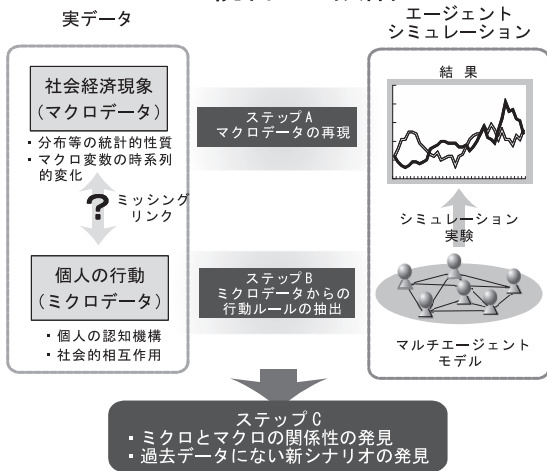 実データ
社会経済現象
(マクロデータ)
・分布等の統計的性質
・マクロ変数の時系列
的変化
?
ミッシング
リンク
個人の行動
(ミクロデータ)
・個人の認知機構
・社会的相互作用
ステップA
マクロデータの再現
ステップB
ミクロデータからの
行動ルールの抽出
エージェント
シミュレーション
結 果
シミュレーション
実験
マルチエージェント
モデル
ステップC
・ミクロとマクロの関係性の発見
・過去データにない新シナリオの発見